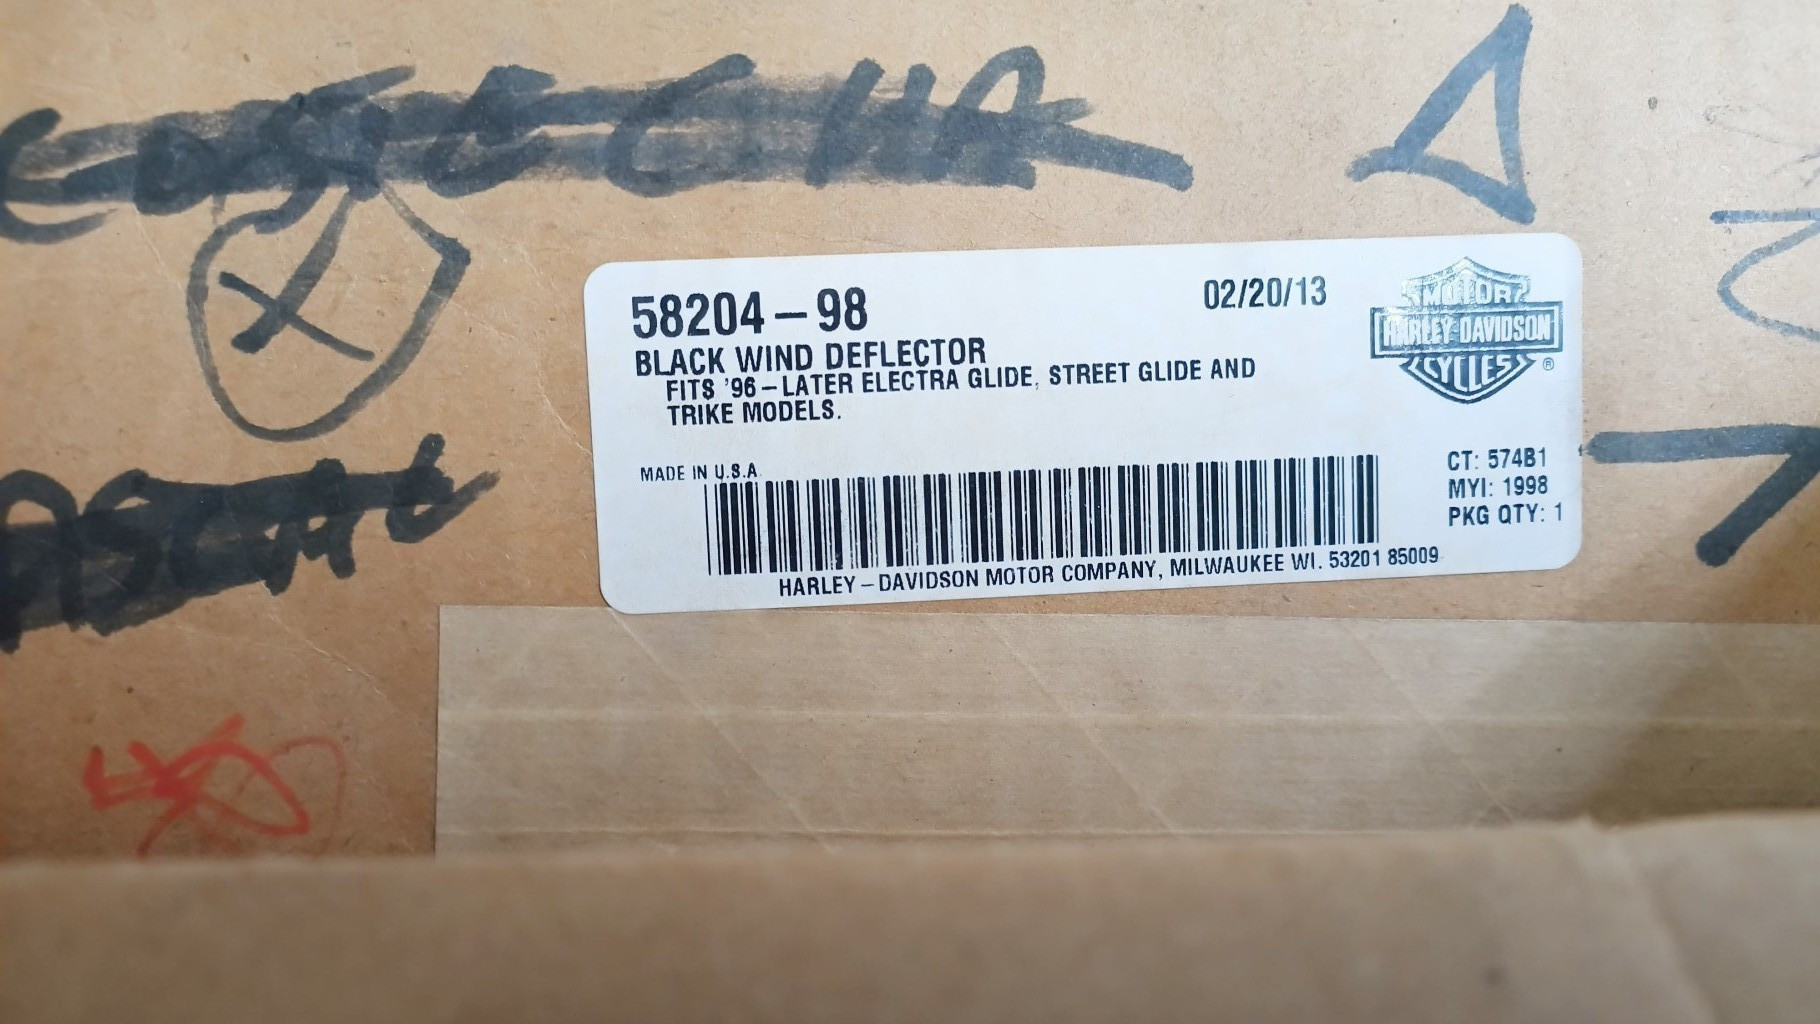 58204-98
02/20/13
MOTOR
HARLEY-DAVIDSON
CYCLES
®
BLACK WIND DEFLECTOR
FITS '96-LATER ELECTRA GLIDE, STREET GLIDE AND
TRIKE MODELS.
MADE IN U.S.A.
CT: 574B1
MYI: 1998
PKG QTY: 1
HARLEY-DAVIDSON MOTOR COMPANY, MILWAUKEE WI. 53201 85009